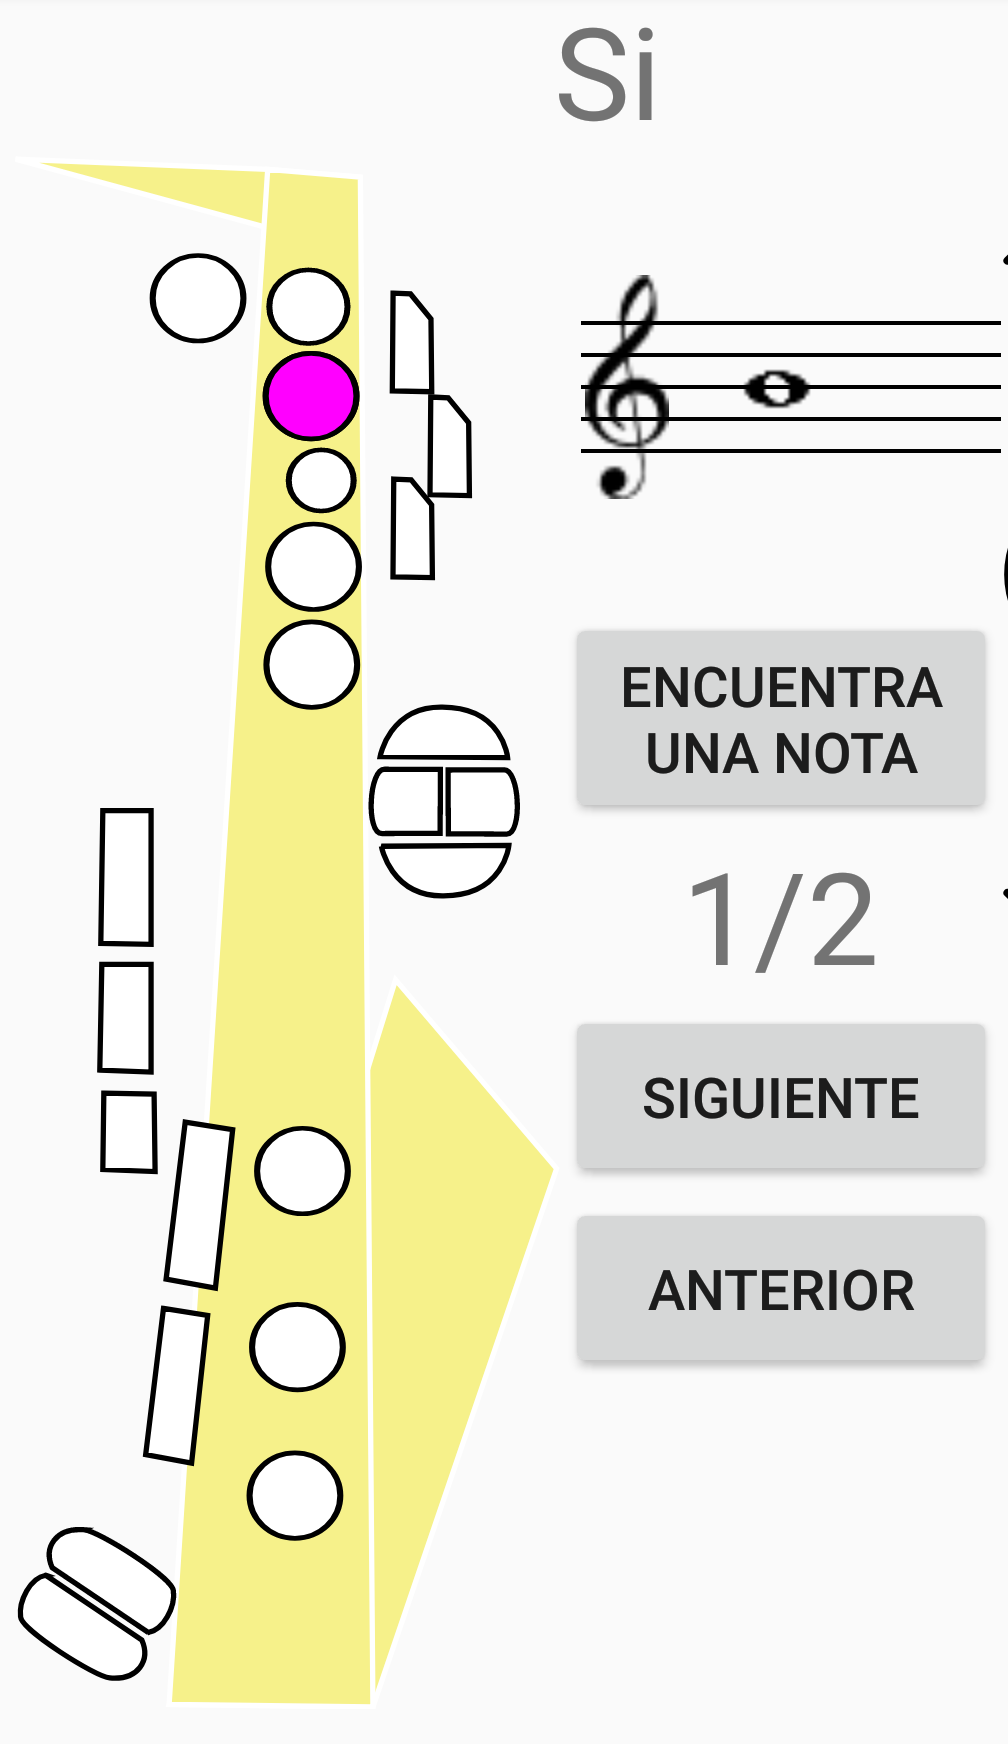 Si
ENCUENTRA
UNA NOTA
1/2
SIGUIENTE
ANTERIOR